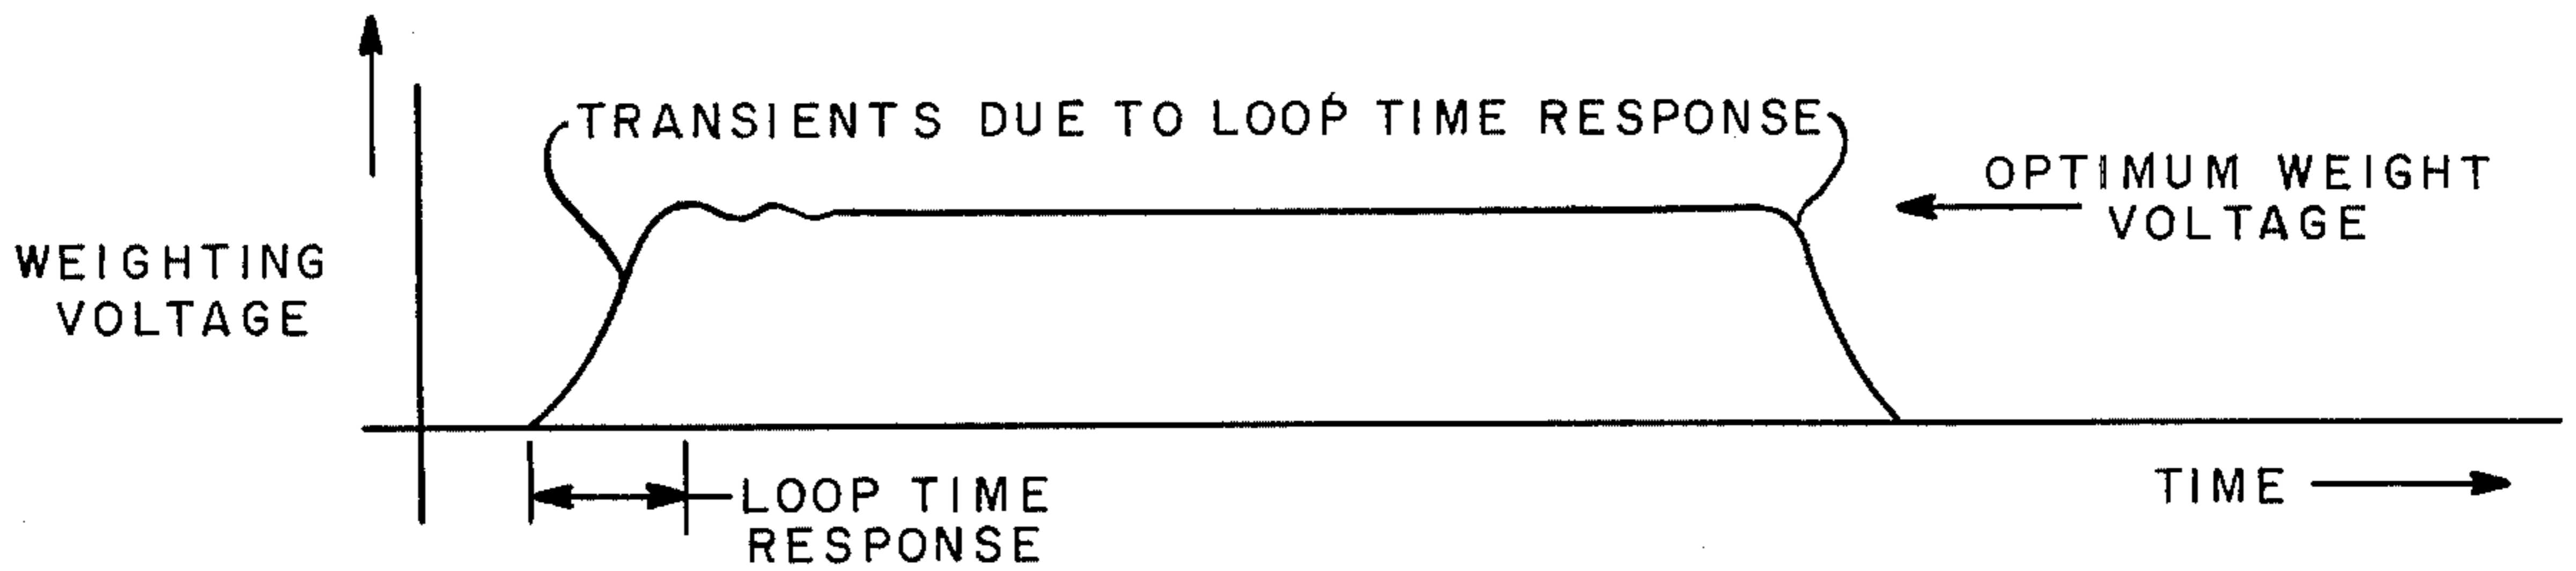 TRANSIENTS DUE TO LOOP TIME RESPONSE
OPTIMUM WEIGHT
VOLTAGE
WEIGHTING
VOLTAGE
LOOP TIME
RESPONSE
TIME